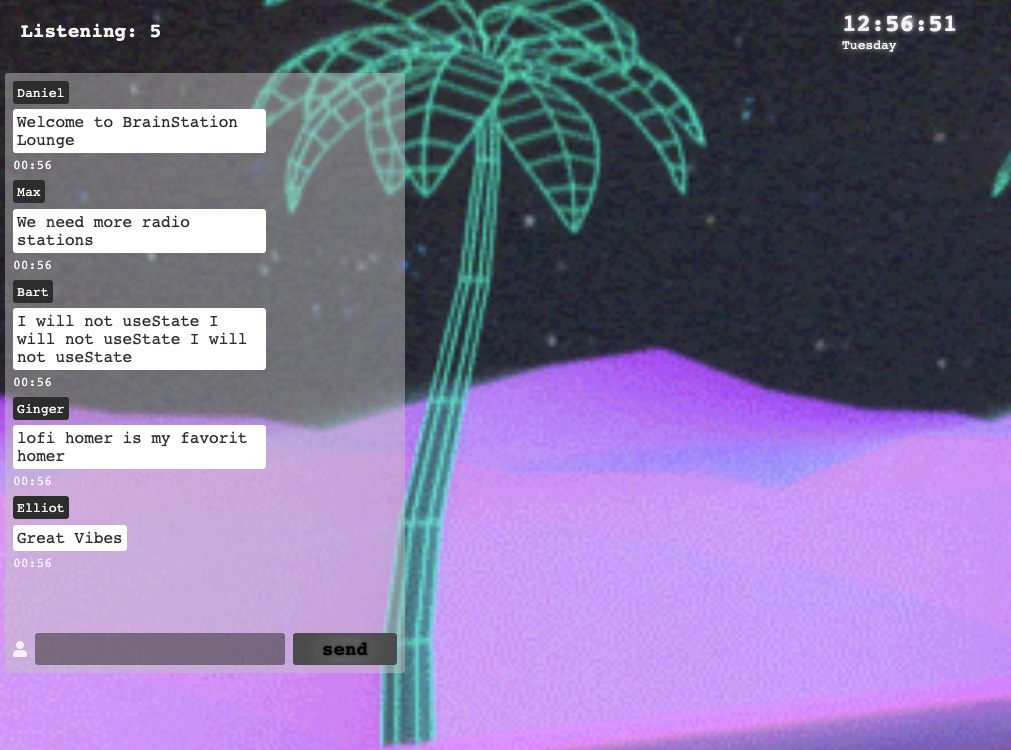 Listening: 5
12:56:51
Tuesday
Daniel
Welcome to BrainStation
Lounge
00:56
Max
We need more radio
stations
00:56
Bart
I will not useState I
will not useState I will
not useState
00:56
Ginger
lofi homer is my favorit
homer
00:56
Elliot
Great Vibes
00:56
send